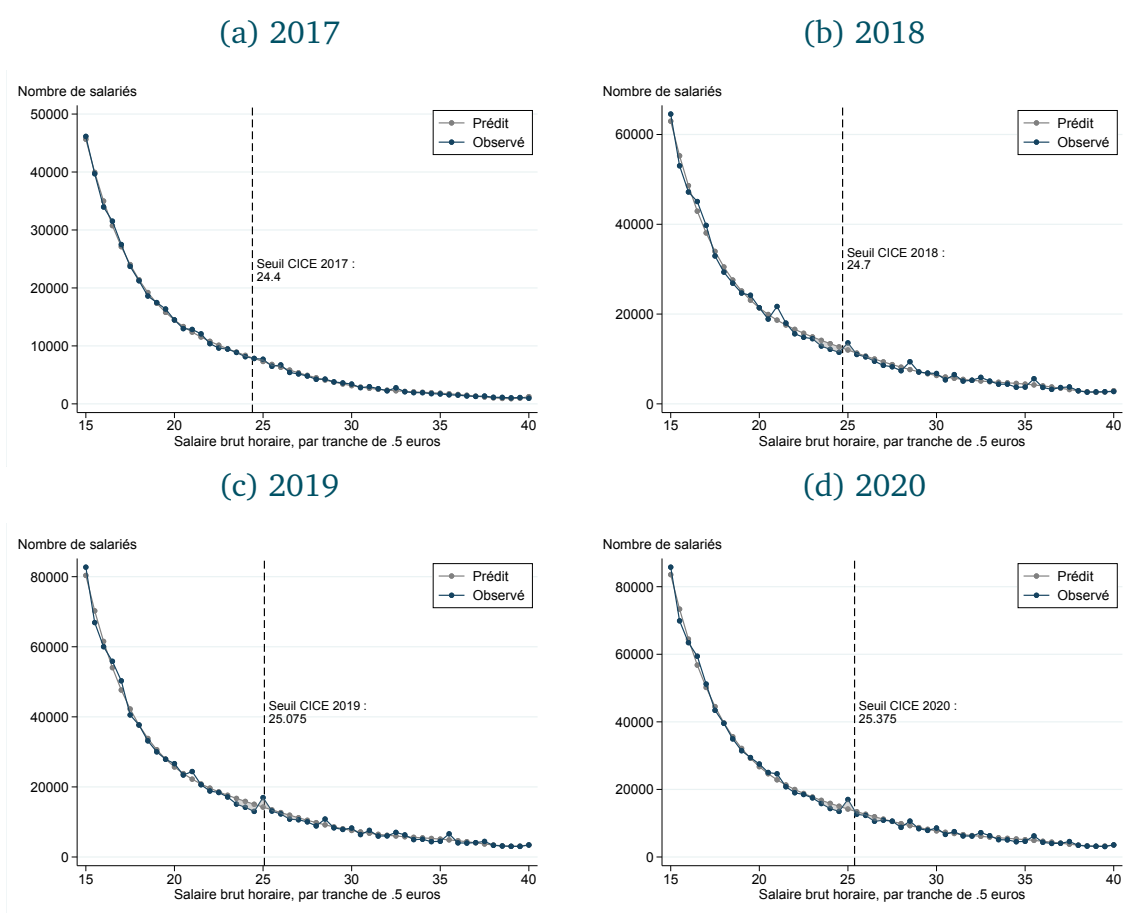 (a) 2017
(b) 2018
Nombre de salariés
50000
40000
30000
20000
10000
0
15 20 25 30 35 40
Salaire brut horaire, par tranche de .5 euros
Prédit
Observé
Seuil CICE 2017 :
24.4
Nombre de salariés
60000
40000
20000
0
15 20 25 30 35 40
Salaire brut horaire, par tranche de .5 euros
Prédit
Observé
Seuil CICE 2018 :
24.7
(c) 2019
(d) 2020
Nombre de salariés
80000
60000
40000
20000
0
15 20 25 30 35 40
Salaire brut horaire, par tranche de .5 euros
Prédit
Observé
Seuil CICE 2019 :
25.075
Nombre de salariés
80000
60000
40000
20000
0
15 20 25 30 35 40
Salaire brut horaire, par tranche de .5 euros
Prédit
Observé
Seuil CICE 2020 :
25.375